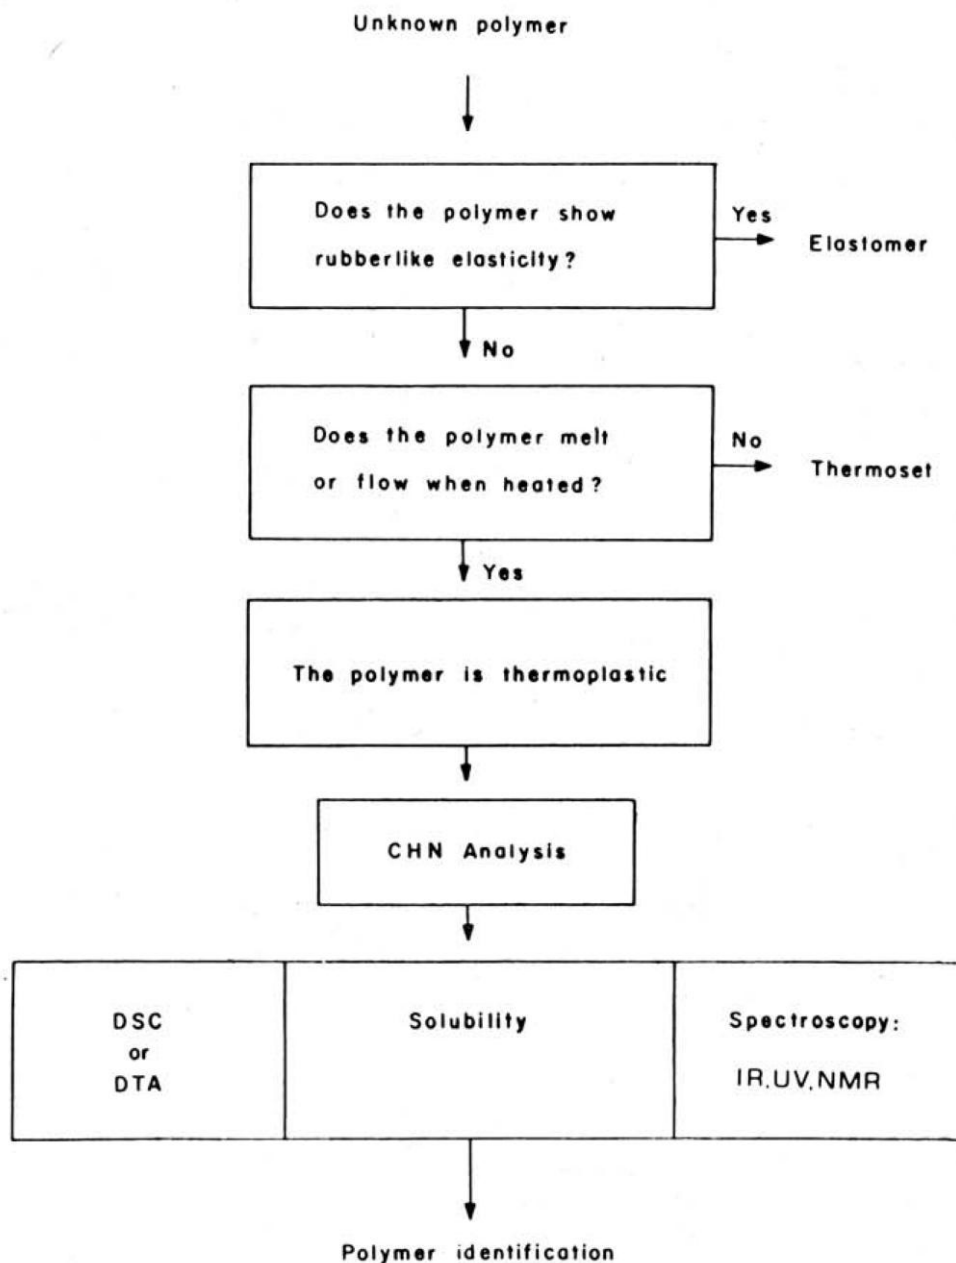 Unknown polymer
Does the polymer show
rubberlike elasticity?
Yes
Elastomer
No
Does the polymer melt
or flow when heated?
No
Thermoset
Yes
The polymer is thermoplastic
CHN Analysis
DSC
or
DTA
Solubility
Spectroscopy:
IR,UV,NMR
Polymer identification